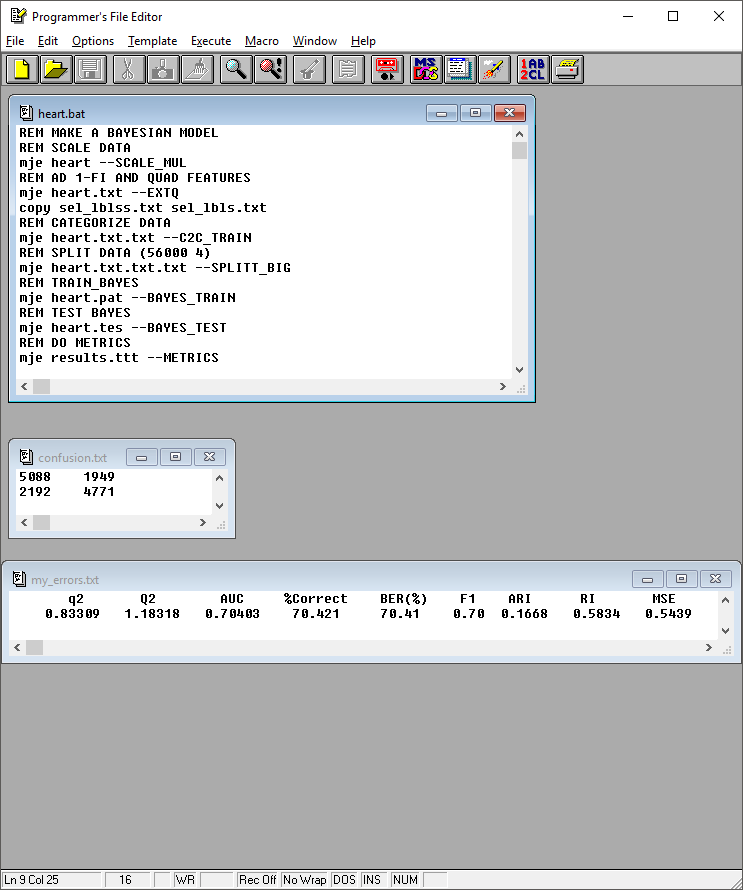 Programmer's File Editor
File Edit Options Template Execute Macro Window Help
MS DOS 1AB 2CL
heart.bat
REM MAKE A BAYESIAN MODEL
REM SCALE DATA
mje heart --SCALE_MUL
REM AD 1-FI AND QUAD FEATURES
mje heart.txt --EXTQ
copy sel_lblss.txt sel_lbls.txt
REM CATEGORIZE DATA
mje heart.txt.txt --C2C_TRAIN
REM SPLIT DATA (56000 4)
mje heart.txt.txt.txt --SPLITT_BIG
REM TRAIN_BAYES
mje heart.pat --BAYES_TRAIN
REM TEST BAYES
mje heart.tes --BAYES_TEST
REM DO METRICS
mje results.ttt --METRICS
confusion.txt
5088 1949
2192 4771
my_errors.txt
q2 Q2 AUC %Correct BER(%) F1 ARI RI MSE
0.83309 1.18318 0.70403 70.421 70.41 0.70 0.1668 0.5834 0.5439
Ln 9 Col 25 16 WR Rec Off No Wrap DOS INS NUM